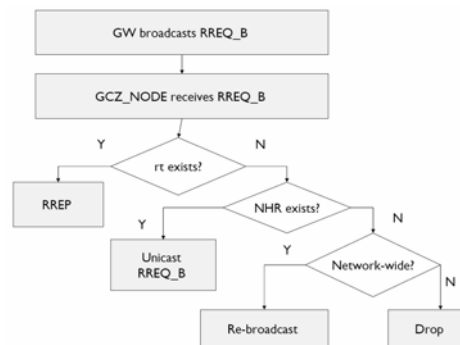 GW broadcasts RREQ_B
GCZ_NODE receives RREQ_B
Y
N
rt exists?
RREP
NHR exists?
Y
N
Unicast
RREQ_B
Y
Network-wide?
N
Re-broadcast
Drop